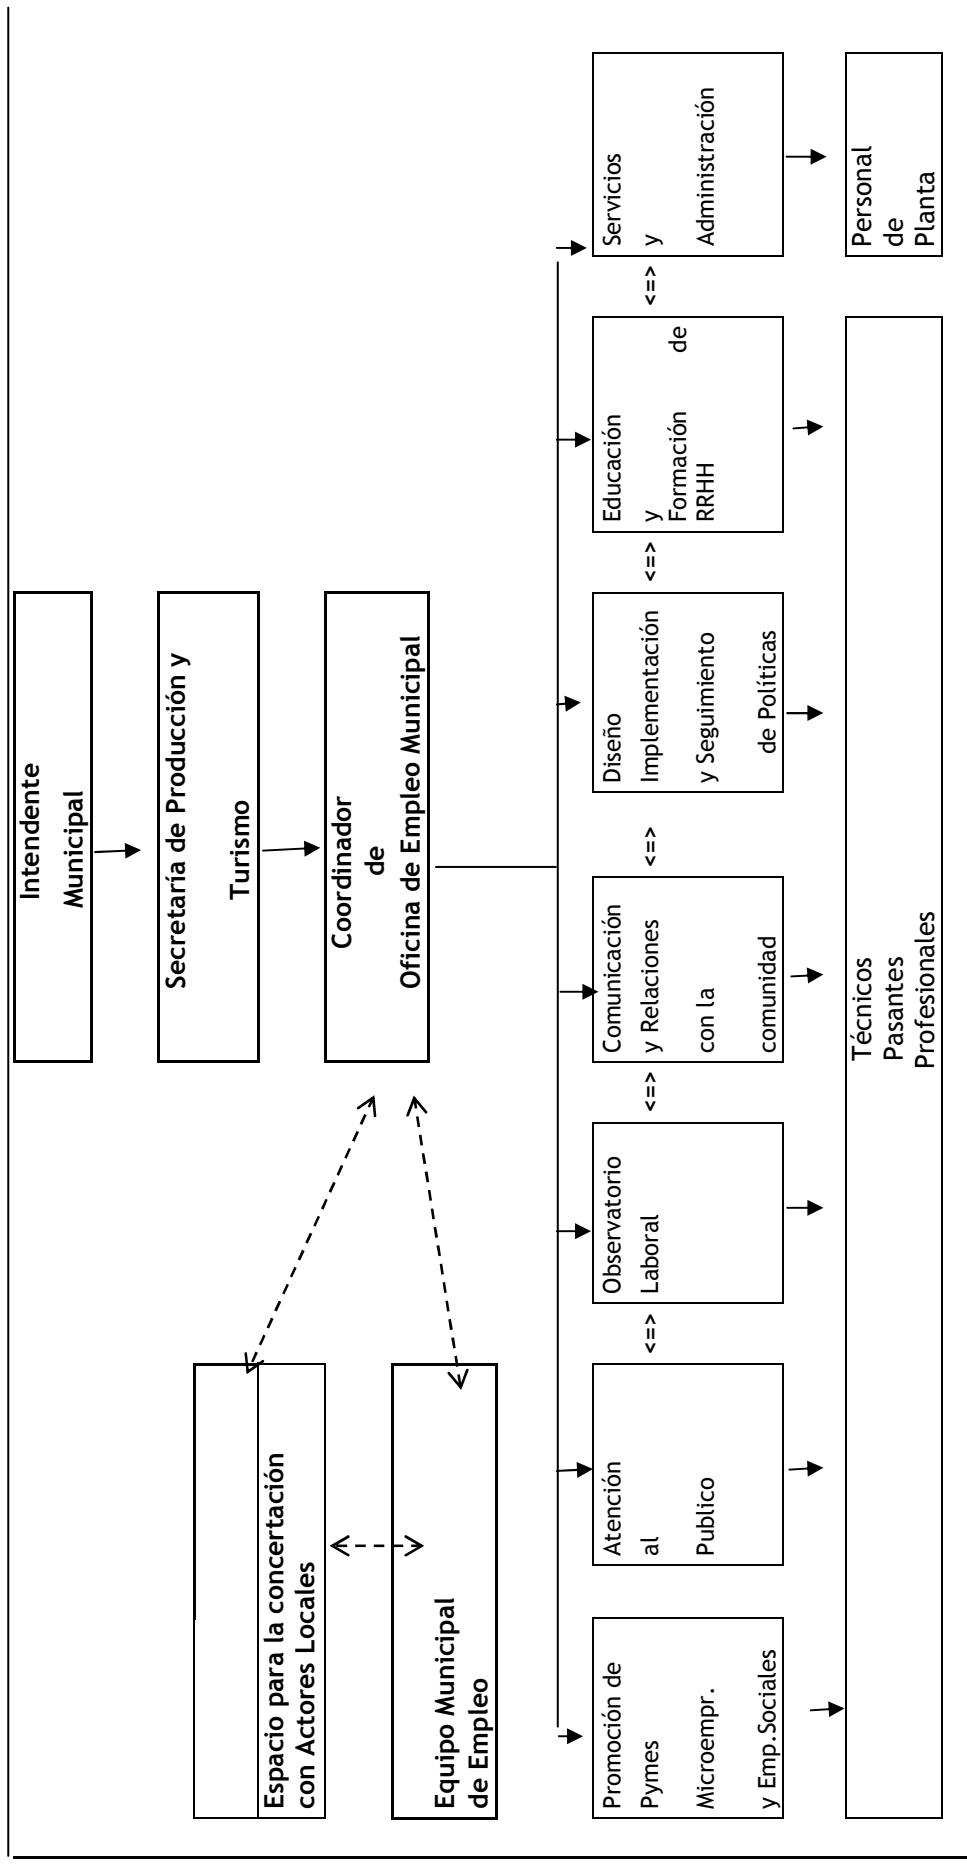 Intendente
Municipal
Secretaría de Producción y
Turismo
Coordinador
de
Oficina de Empleo Municipal
Espacio para la concertación
con Actores Locales
Equipo Municipal
de Empleo
Promoción de
Pymes
Microempr.
y Emp.Sociales
Atención
al
Publico
<=>
Observatorio
Laboral
<=>
Comunicación
y Relaciones
con la
comunidad
<=>
Diseño
Implementación
y Seguimiento
de Políticas
<=>
Educación
y
Formación de
RRHH
<=>
Servicios
y
Administración
Técnicos
Pasantes
Profesionales
Personal
de
Planta